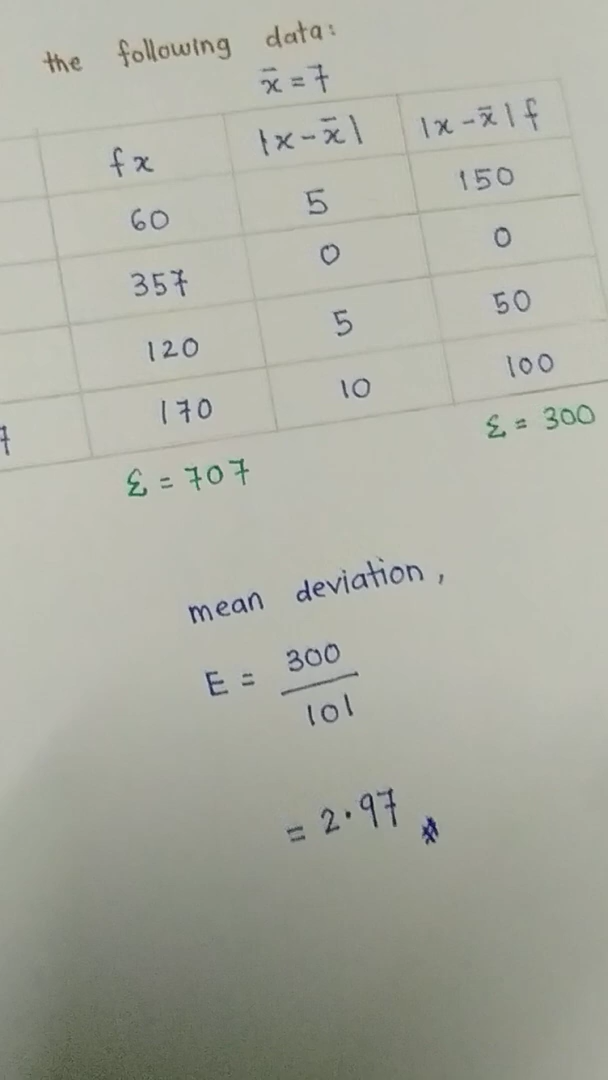 the following data:
x̄ = 7
fx |x - x̄| |x - x̄| f
60 5 150
357 0 0
120 5 50
7 170 10 100
Σ = 707 Σ = 300
mean deviation,
E = 300
101
= 2.97